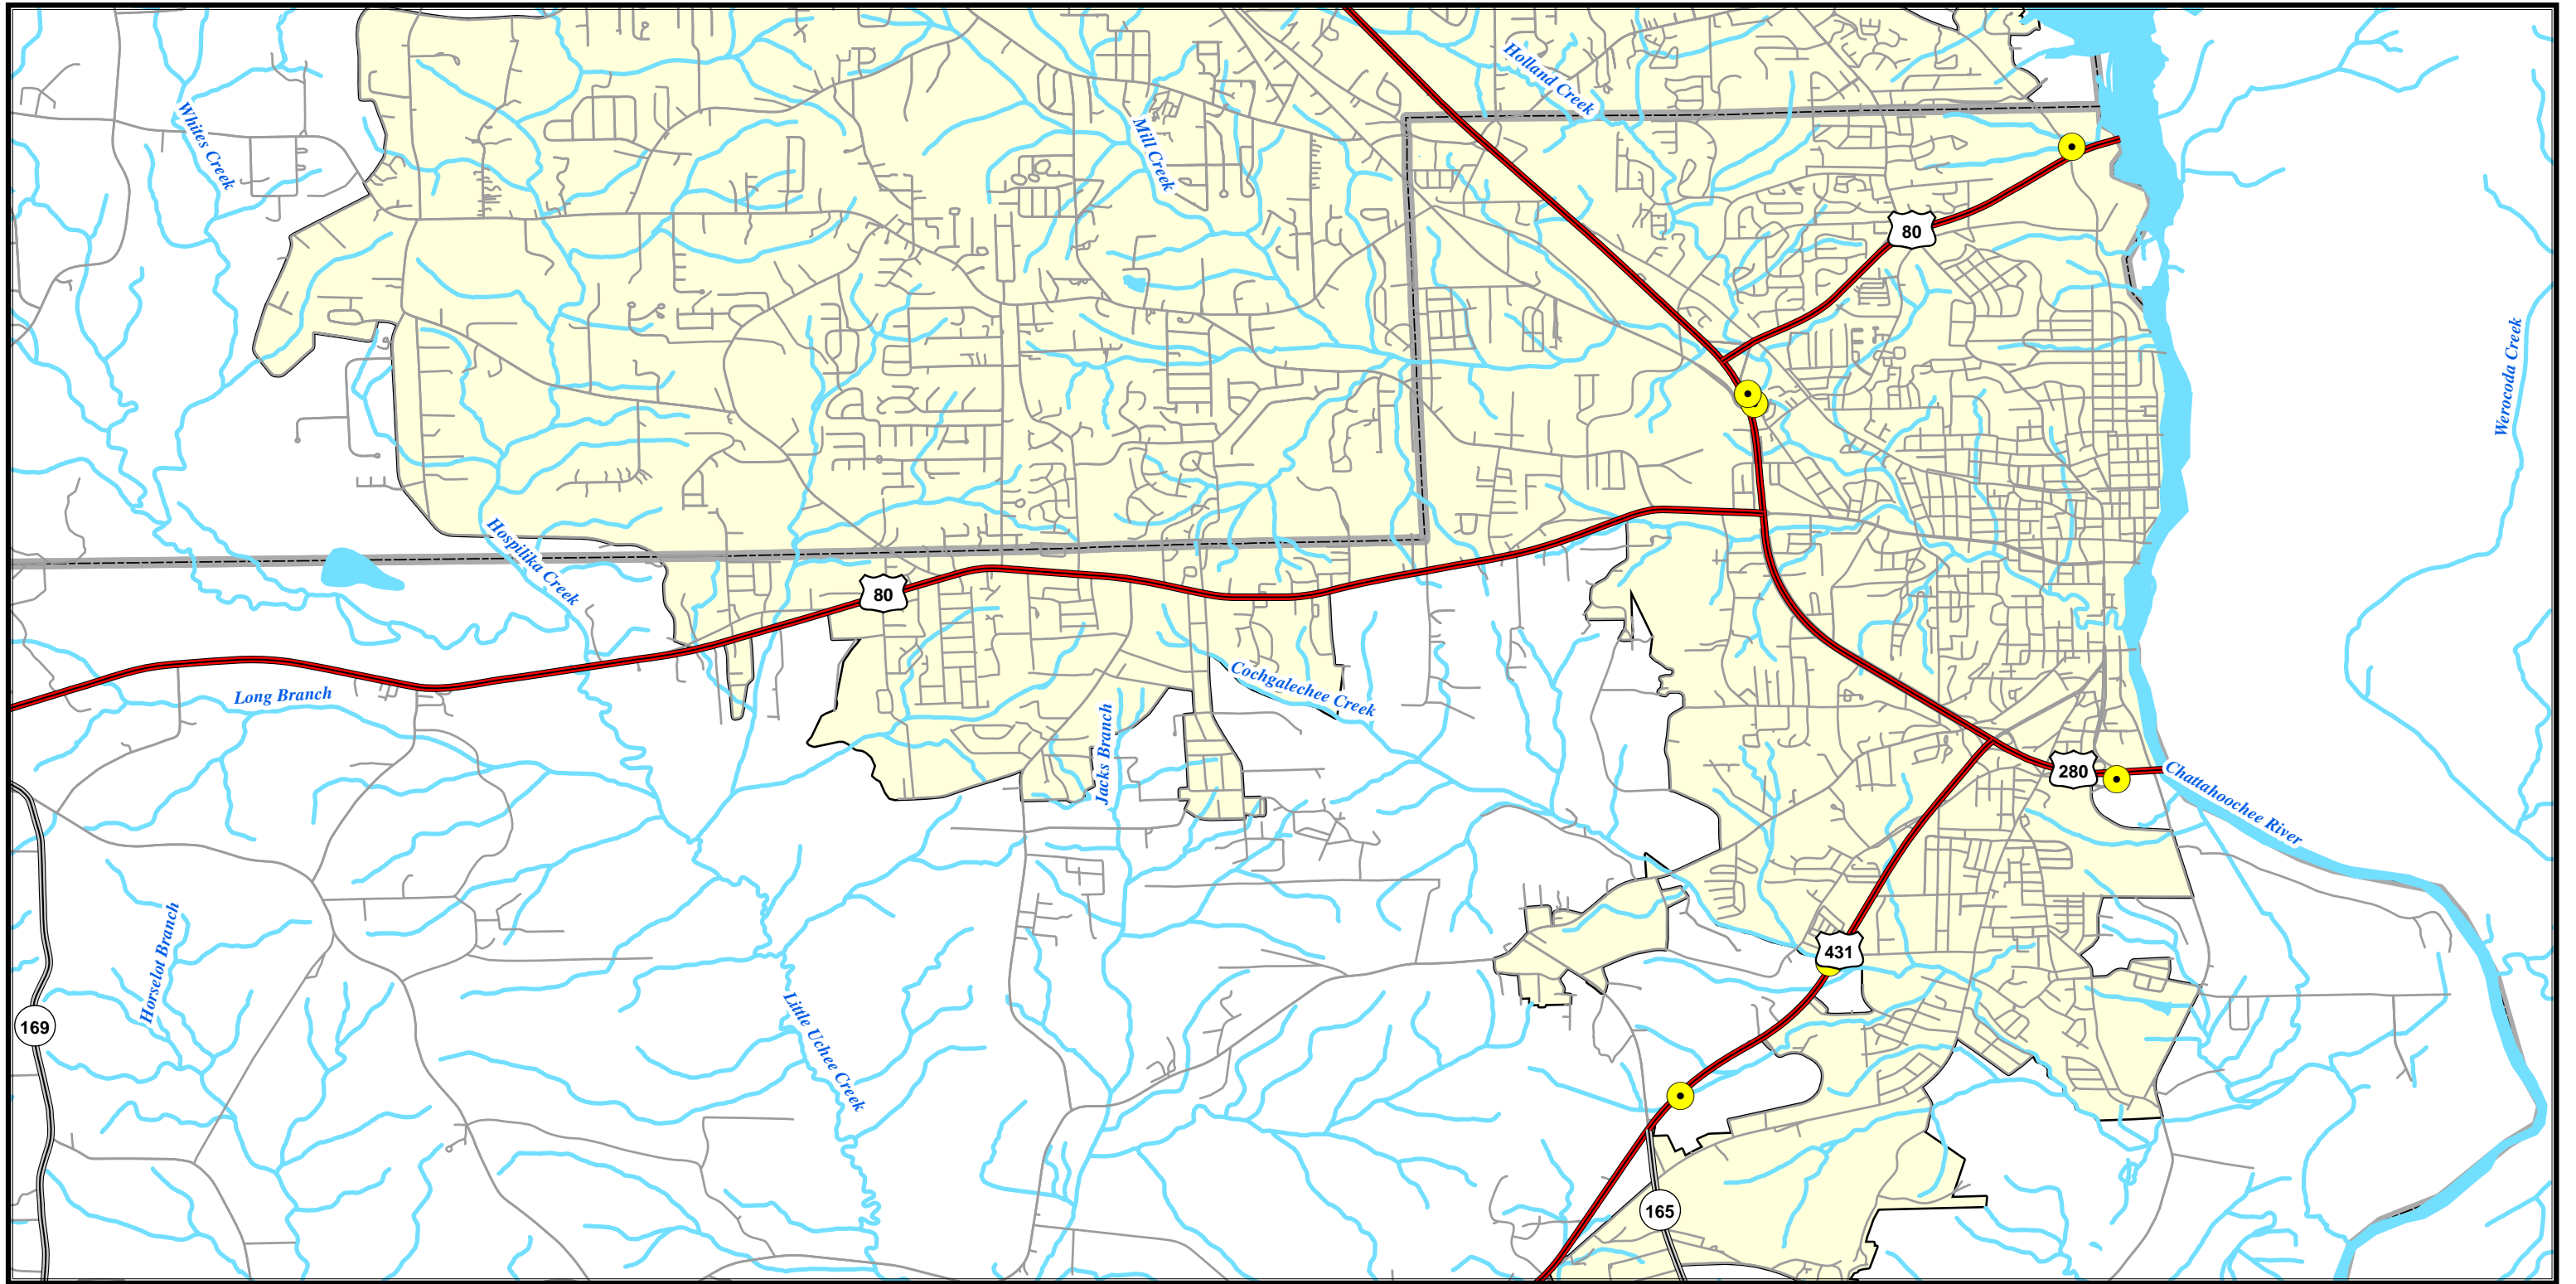 Holland Creek
Whites Creek
Mill Creek
80
Werocoda Creek
Hospilika Creek
80
Cochgalechee Creek
Long Branch
Jacks Branch
280
Chattahoochee River
Horselot Branch
431
Little Uchee Creek
169
165